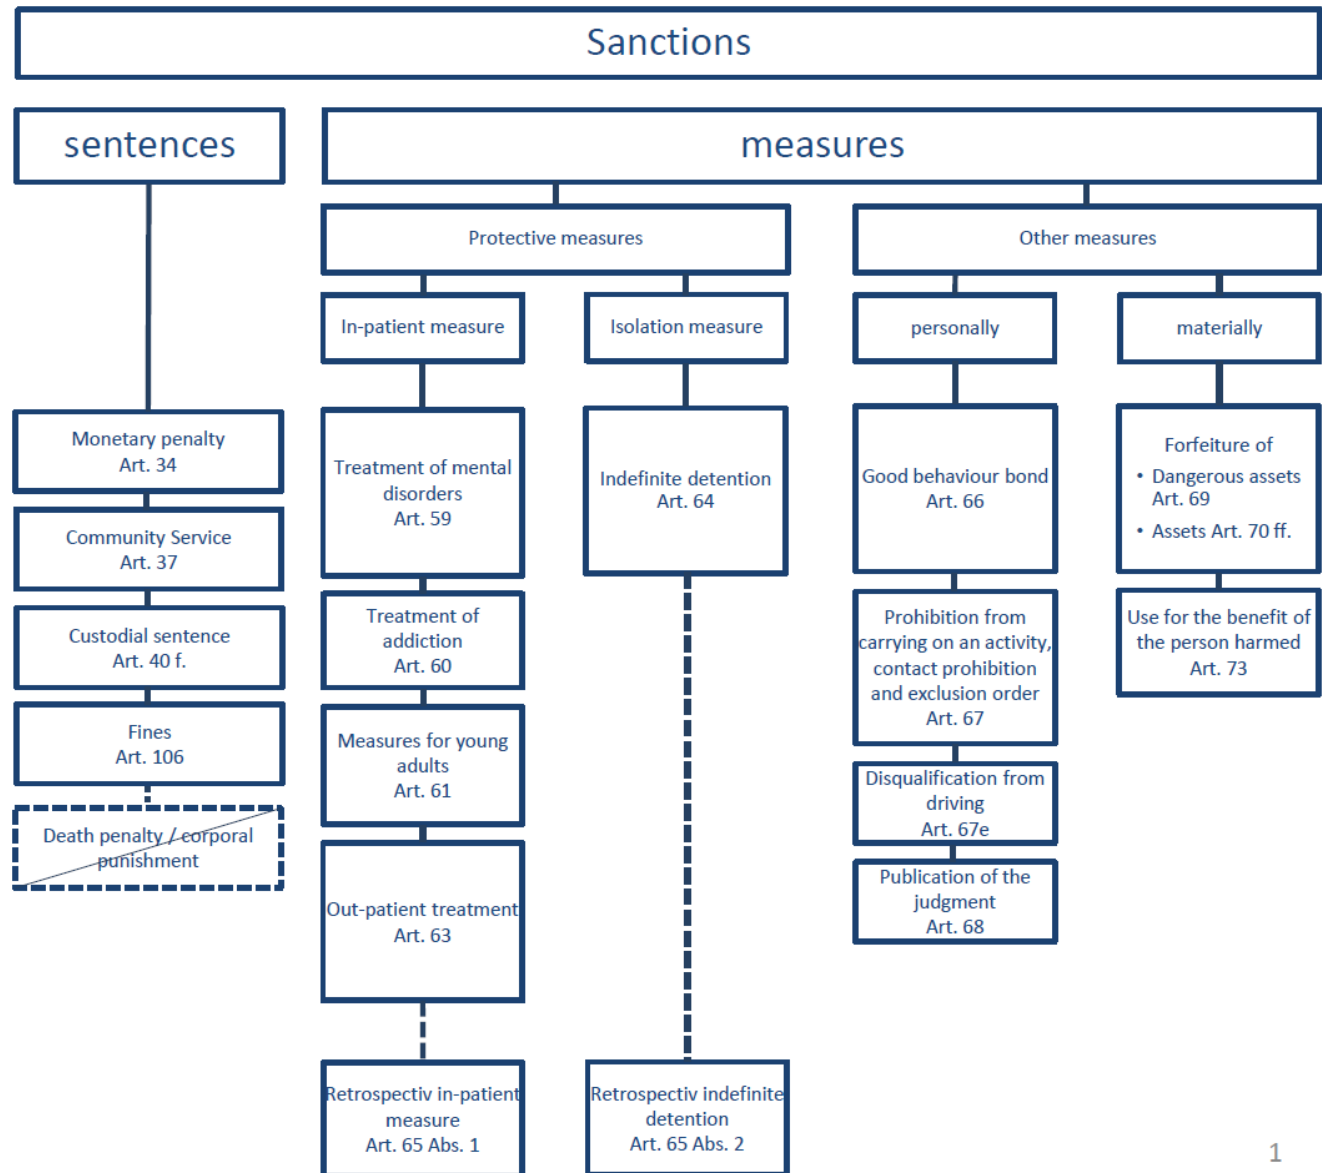 Sanctions
sentences
measures
Protective measures
Other measures
In-patient measure
Isolation measure
personally
materially
Monetary penalty
Art. 34
Community Service
Art. 37
Custodial sentence
Art. 40 f.
Fines
Art. 106
Death penalty / corporal
punishment
Treatment of mental
disorders
Art. 59
Treatment of
addiction
Art. 60
Measures for young
adults
Art. 61
Out-patient treatment
Art. 63
Retrospectiv in-patient
measure
Art. 65 Abs. 1
Indefinite detention
Art. 64
Retrospectiv indefinite
detention
Art. 65 Abs. 2
Good behaviour bond
Art. 66
Prohibition from
carrying on an activity,
contact prohibition
and exclusion order
Art. 67
Disqualification from
driving
Art. 67e
Publication of the
judgment
Art. 68
Forfeiture of
• Dangerous assets
Art. 69
• Assets Art. 70 ff.
Use for the benefit of
the person harmed
Art. 73
1